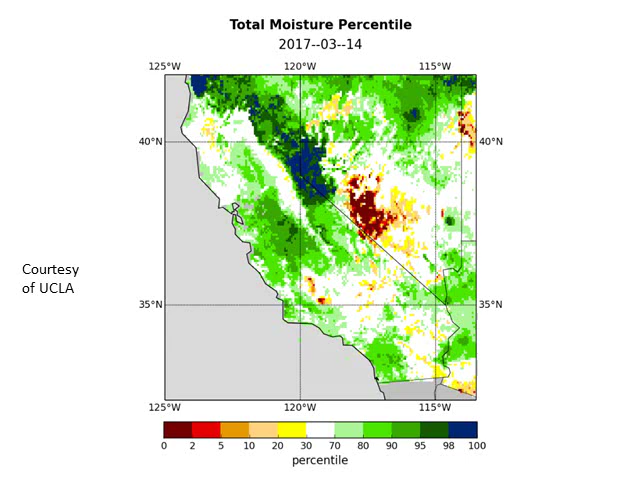 Total Moisture Percentile
2017--03--14
125°W 120°W 115°W
40°N 40°N
Courtesy
of UCLA
35°N 35°N
125°W 120°W 115°W
0 2 5 10 20 30 70 80 90 95 98 100
percentile